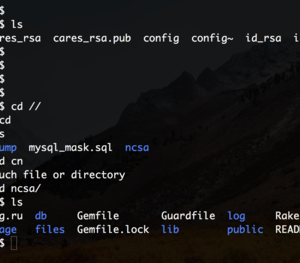 $
$ ls
res_rsa cares_rsa.pub config config~ id_rsa i
$
$
$
$
$ cd //
cd
s
ump mysql_mask.sql ncsa
d cn
uch file or directory
d ncsa/
$ ls
g.ru db Gemfile Guardfile log Rake
age files Gemfile.lock lib public READ
$